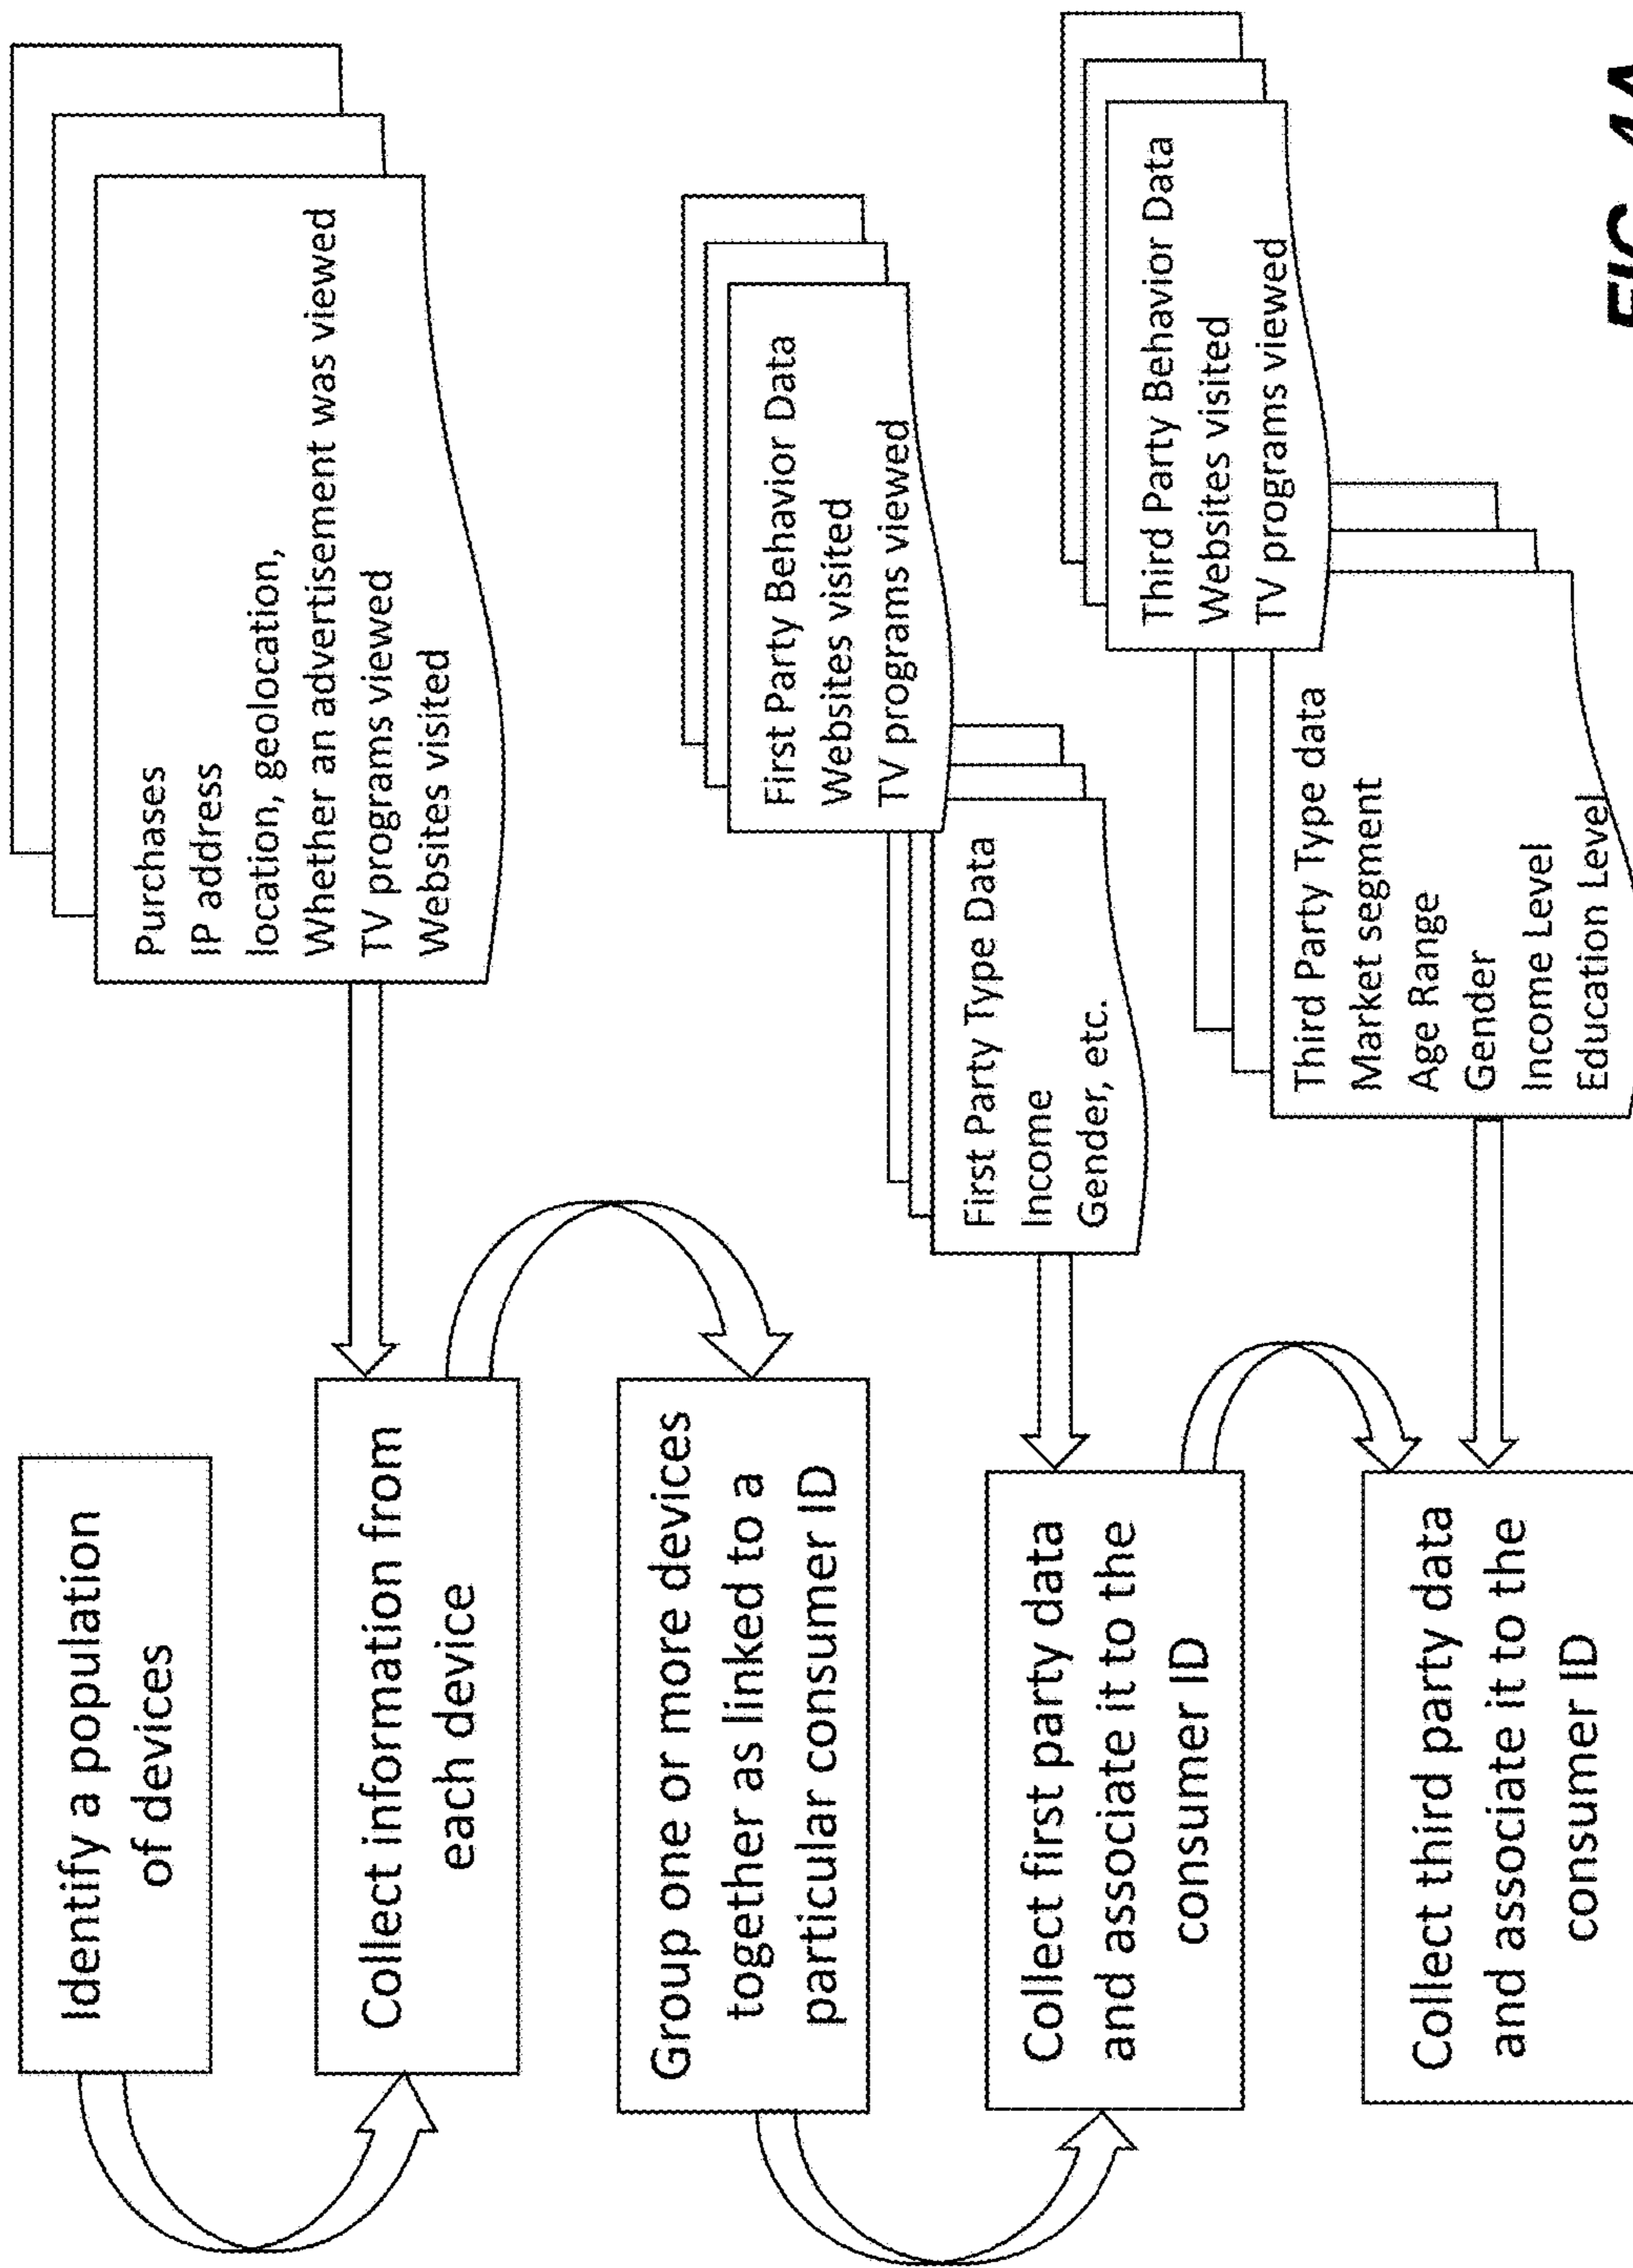 Identify a population
of devices
Collect information from
each device
Purchases
IP address
location, geolocation,
Whether an advertisement was viewed
TV programs viewed
Websites visited
Group one or more devices
together as linked to a
particular consumer ID
Collect first party data
and associate it to the
consumer ID
First Party Type Data
Income
Gender, etc.
First Party Behavior Data
Websites visited
TV programs viewed
Collect third party data
and associate it to the
consumer ID
Third Party Type data
Market segment
Age Range
Gender
Income Level
Education Level
Third Party Behavior Data
Websites visited
TV programs viewed
FIG. 4A